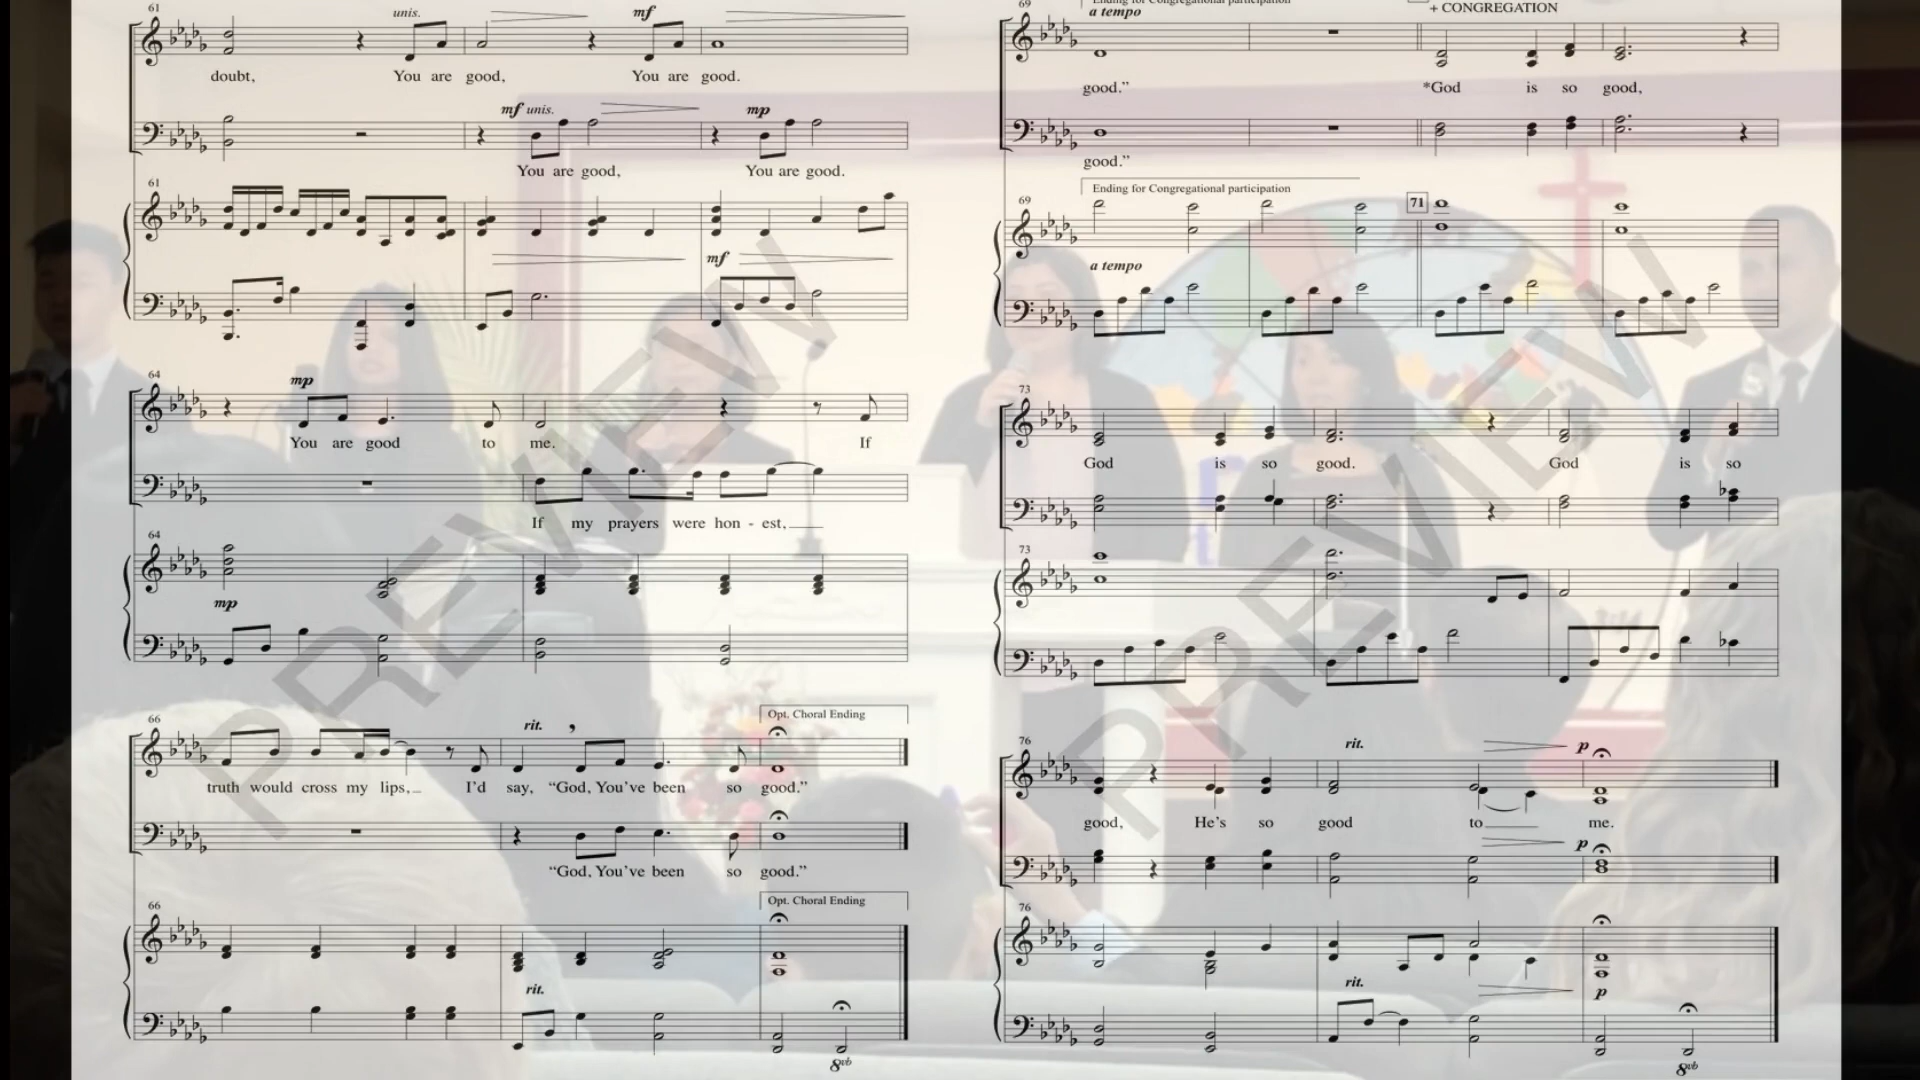 61
unis.
mf
doubt, You are good, You are good.
mf unis.
mp
You are good, You are good.
61
mf
64
mp
You are good to me. If
If my prayers were hon - est,
64
mp
66
rit.
Opt. Choral Ending
truth would cross my lips, I'd say, “God, You've been so good.”
“God, You've been so good.”
66
Opt. Choral Ending
rit.
8vb
PREVIEW
69
Ending for Congregational participation
a tempo
+ CONGREGATION
good.” *God is so good,
good.”
69
Ending for Congregational participation
71
a tempo
73
God is so good. God is so
73
76
rit.
p
good, He's so good to me.
p
76
rit.
p
8vb
PREVIEW